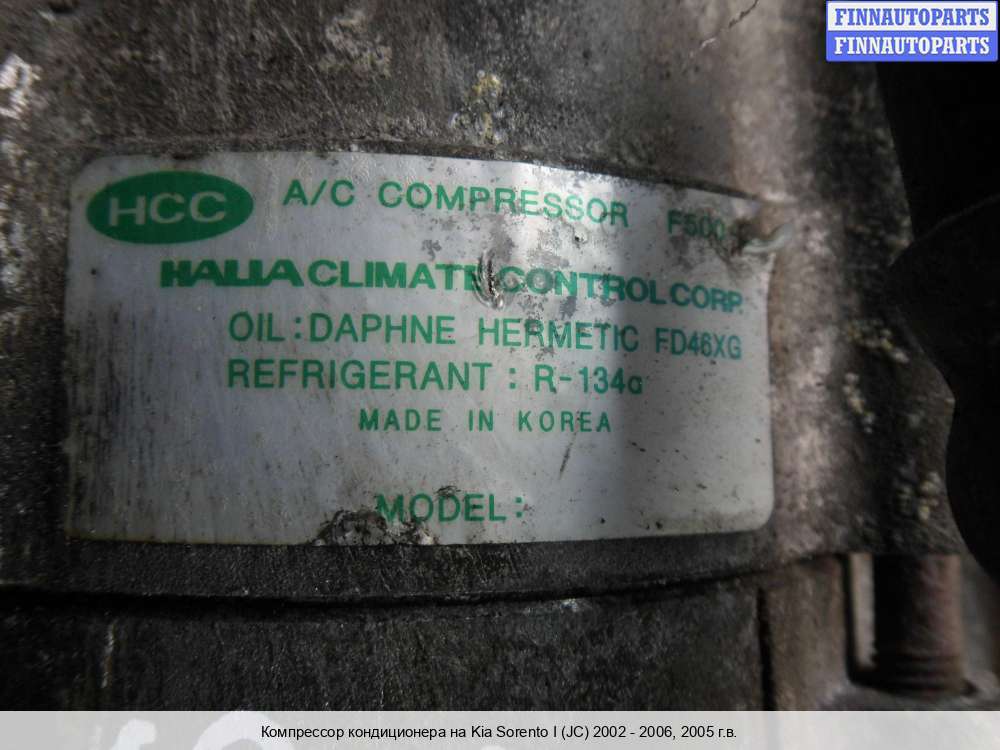 FINNAUTOPARTS
FINNAUTOPARTS
HCC A/C COMPRESSOR
HALLA CLIMATE CONTROL CORP.
OIL : DAPHNE HERMETIC FD46XG
REFRIGERANT : R-134a
MADE IN KOREA
MODEL :
Компрессор кондиционера на Kia Sorento I (JC) 2002 - 2006, 2005 г.в.